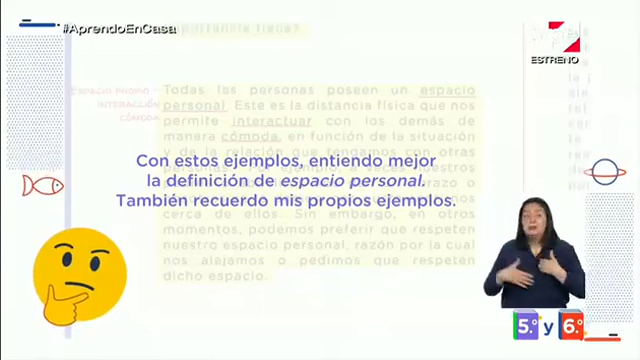 #AprendoEnCasa
importancia tiene?
ESTRENO
ESPACIO PROPIO -
INTERACCIÓN
CÓMODA
Todas las personas poseen un espacio
personal. Este es la distancia física que nos
permite interactuar con los demás de
manera cómoda, en función de la situación
y de la relación que tengamos con otras
Con estos ejemplos, entiendo mejor
la definición de espacio personal.
También recuerdo mis propios ejemplos.
cerca de ellos. Sin embargo, en otros
momentos, podemos preferir que respeten
nuestro espacio personal, razón por la cual
nos alejamos o pedimos que respeten
dicho espacio.
5.° y 6.°